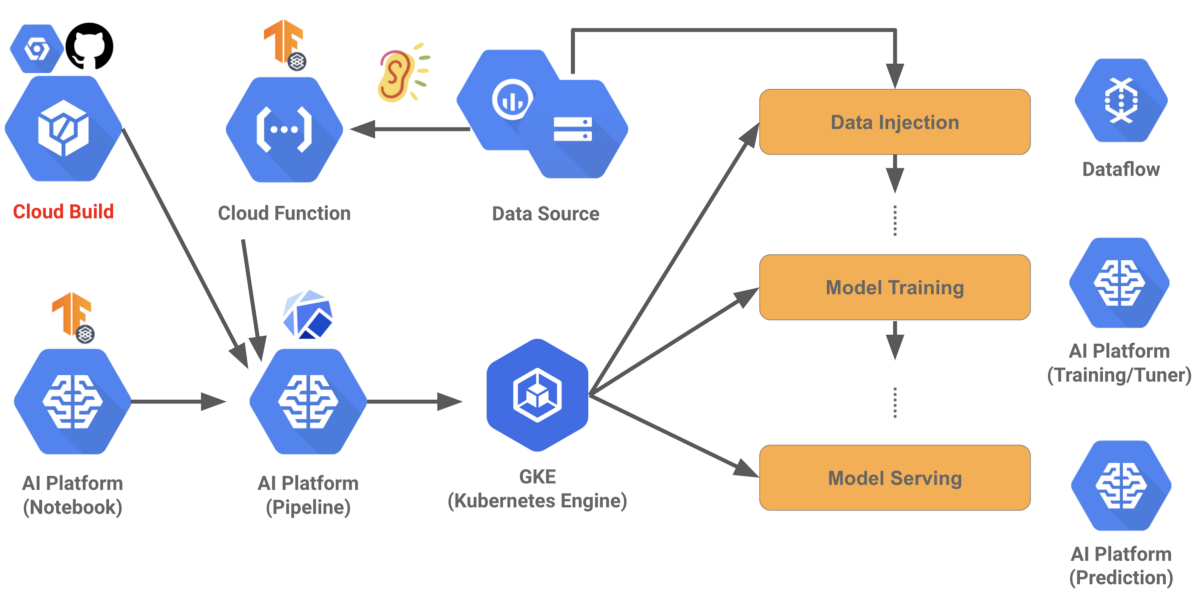 Cloud Build
Cloud Function
Data Source
Data Injection
Dataflow
Model Training
AI Platform
(Training/Tuner)
AI Platform
(Notebook)
AI Platform
(Pipeline)
GKE
(Kubernetes Engine)
Model Serving
AI Platform
(Prediction)